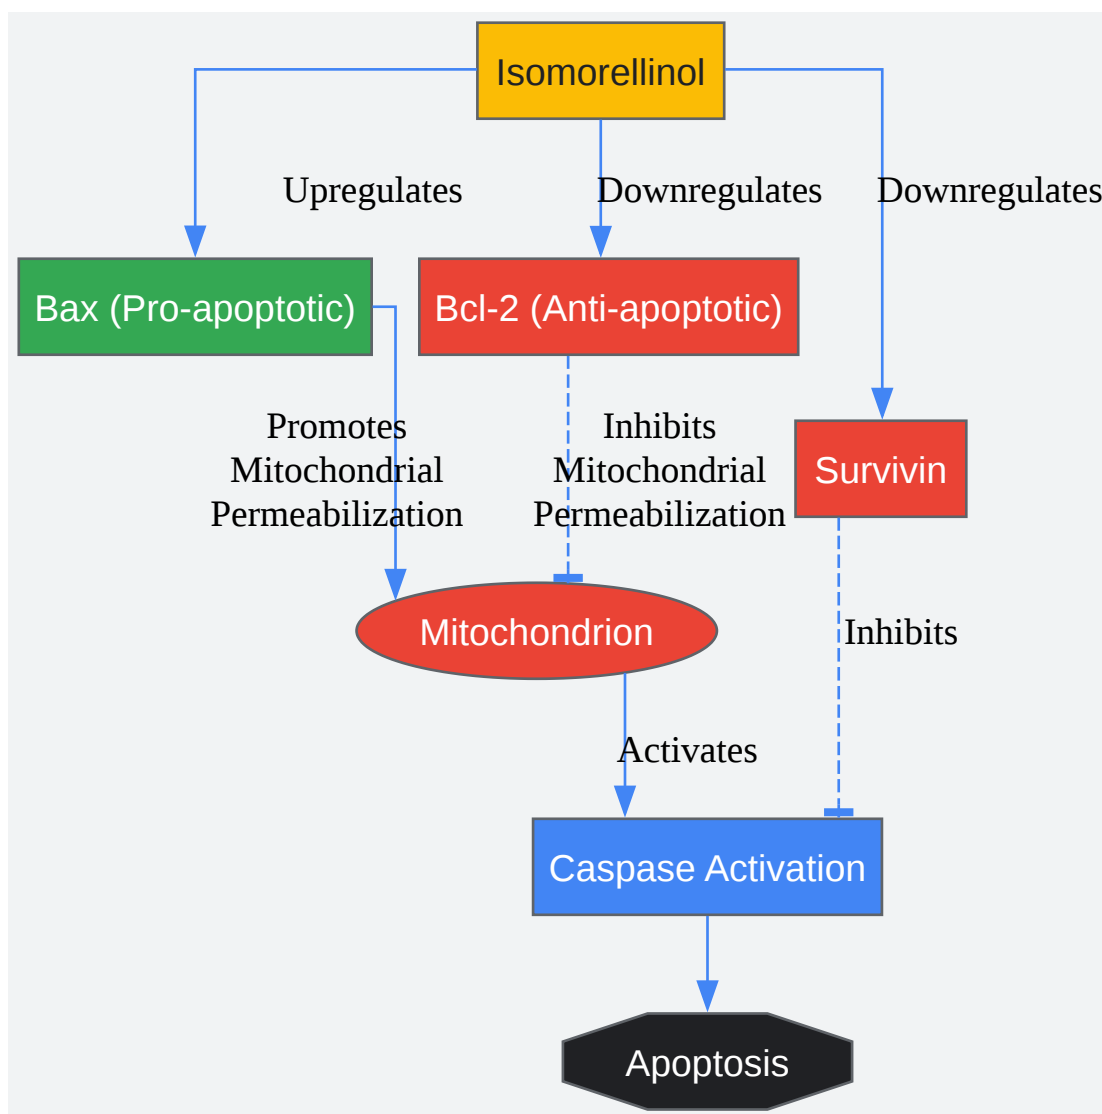 Isomorellinol
Upregulates
Downregulates
Downregulates
Bax (Pro-apoptotic)
Bcl-2 (Anti-apoptotic)
Promotes
Mitochondrial
Permeabilization
Inhibits
Mitochondrial
Permeabilization
Survivin
Mitochondrion
Inhibits
Activates
Caspase Activation
Apoptosis